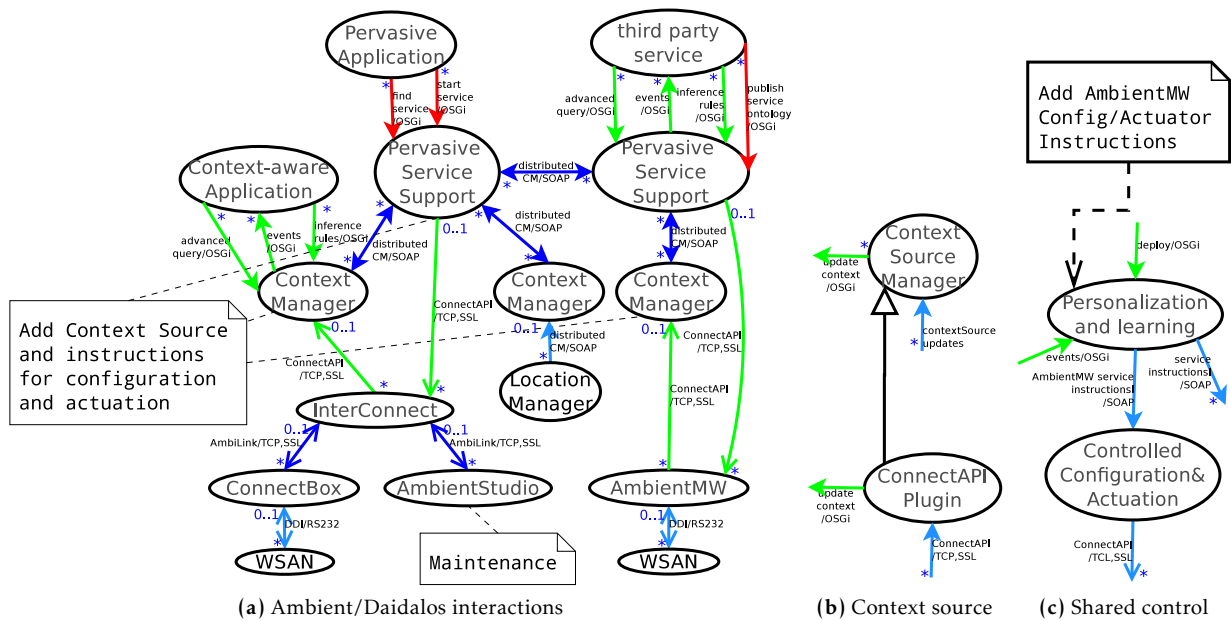 Pervasive
Application
*
*
find
service
/OSGi
start
service
/OSGi
third party
service
*
*
*
*
advanced
query/OSGi
events
/OSGi
inference
rules
/OSGi
publish
service
ontology
/OSGi
Pervasive
Service
Support
*
distributed
CM/SOAP
*
Pervasive
Service
Support
Context-aware
Application
*
*
*
advanced
query/OSGi
events
/OSGi
inference
rules/OSGi
*
*
0..1
*
0..1
distributed
CM/SOAP
distributed
CM/SOAP
distributed
CM/SOAP
*
*
*
Context
Manager
0..1
Context
Manager
0..1
Context
Manager
0..1
Add Context Source
and instructions
for configuration
and actuation
ConnectAPI
/TCP,SSL
ConnectAPI
/TCP,SSL
distributed
CM/SOAP
*
Location
Manager
ConnectAPI
/TCP,SSL
ConnectAPI
/TCP,SSL
*
*
InterConnect
0..1
0..1
AmbiLink/TCP,SSL
AmbiLink/TCP,SSL
*
*
*
*
ConnectBox
AmbientStudio
AmbientMW
0..1
0..1
DDI/RS232
DDI/RS232
*
*
WSAN
WSAN
Maintenance
(a) Ambient/Daidalos interactions
*
Context
Source
Manager
update
context
/OSGi
contextSource
updates
*
ConnectAPI
Plugin
update
context
/OSGi
ConnectAPI
/TCP,SSL
*
(b) Context source
Add AmbientMW
Config/Actuator
Instructions
deploy/OSGi
Personalization
and learning
events/OSGi
AmbientMW service
instructionsl
/SOAP
service
instructionsl
/SOAP
*
Controlled
Configuration&
Actuation
ConnectAPI
/TCL,SSL
*
(c) Shared control